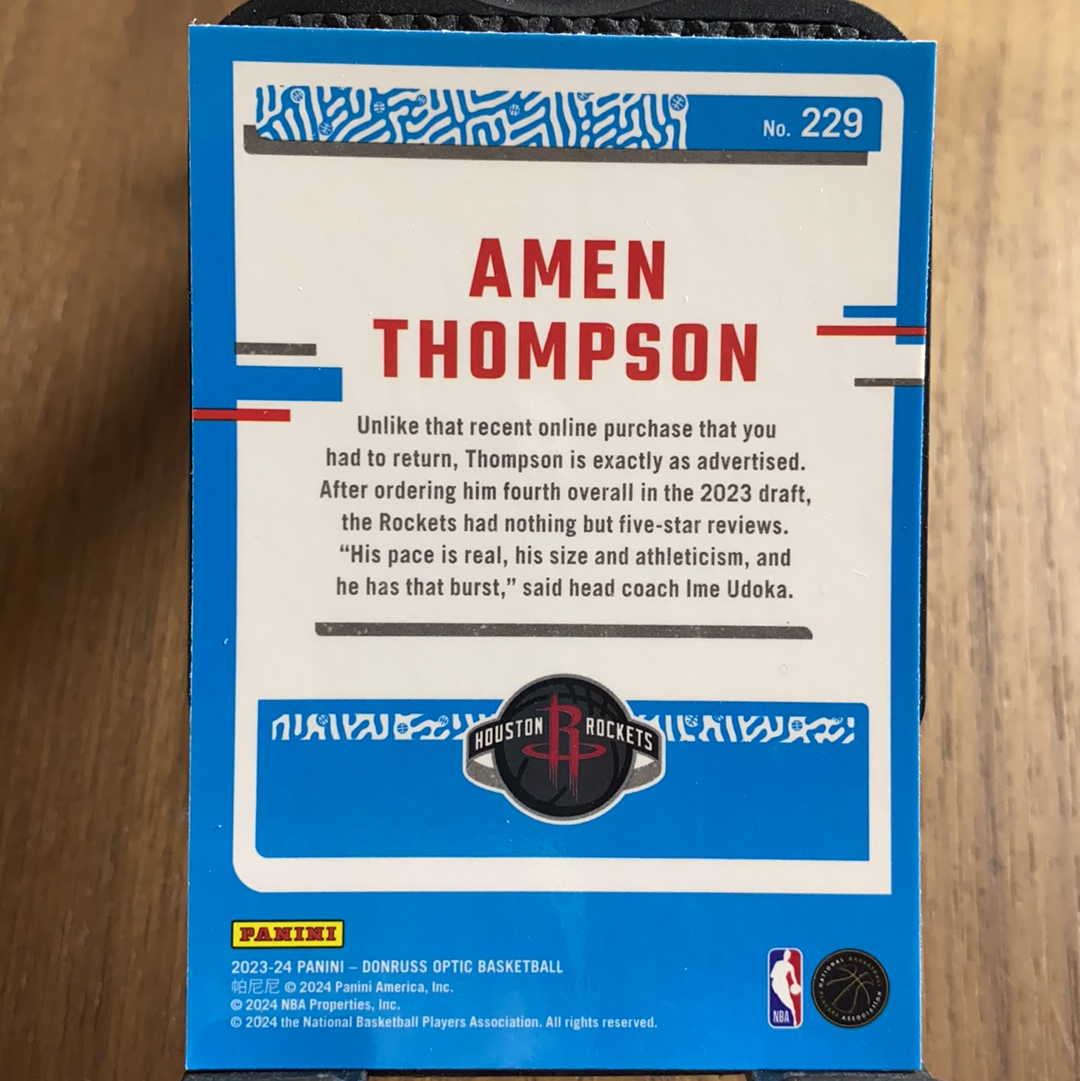 No. 229
AMEN
THOMPSON
Unlike that recent online purchase that you
had to return, Thompson is exactly as advertised.
After ordering him fourth overall in the 2023 draft,
the Rockets had nothing but five-star reviews.
“His pace is real, his size and athleticism, and
he has that burst,” said head coach Ime Udoka.
HOUSTON R ROCKETS
PANINI
2023-24 PANINI – DONRUSS OPTIC BASKETBALL
帕尼尼 © 2024 Panini America, Inc.
© 2024 NBA Properties, Inc.
© 2024 the National Basketball Players Association. All rights reserved.
NBA
NATIONAL BASKETBALL PLAYERS ASSOCIATION